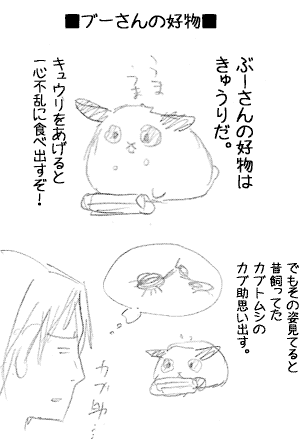 ■ブーさんの好物■
ぶーさんの好物は
きゅうりだ。
うまうま
キュウリをあげると
一心不乱に食べ出すぞ！
でもその姿見てると
昔飼ってた
カブトムシの
カブ助思い出す。
カブ助…